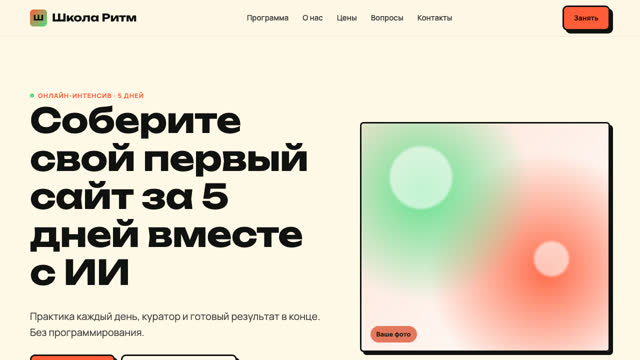 Ш Школа Ритм
Программа О нас Цены Вопросы Контакты
Занять
ОНЛАЙН-ИНТЕНСИВ · 5 ДНЕЙ
Соберите
свой первый
сайт за 5
дней вместе
с ИИ
Практика каждый день, куратор и готовый результат в конце.
Без программирования.
Ваше фото